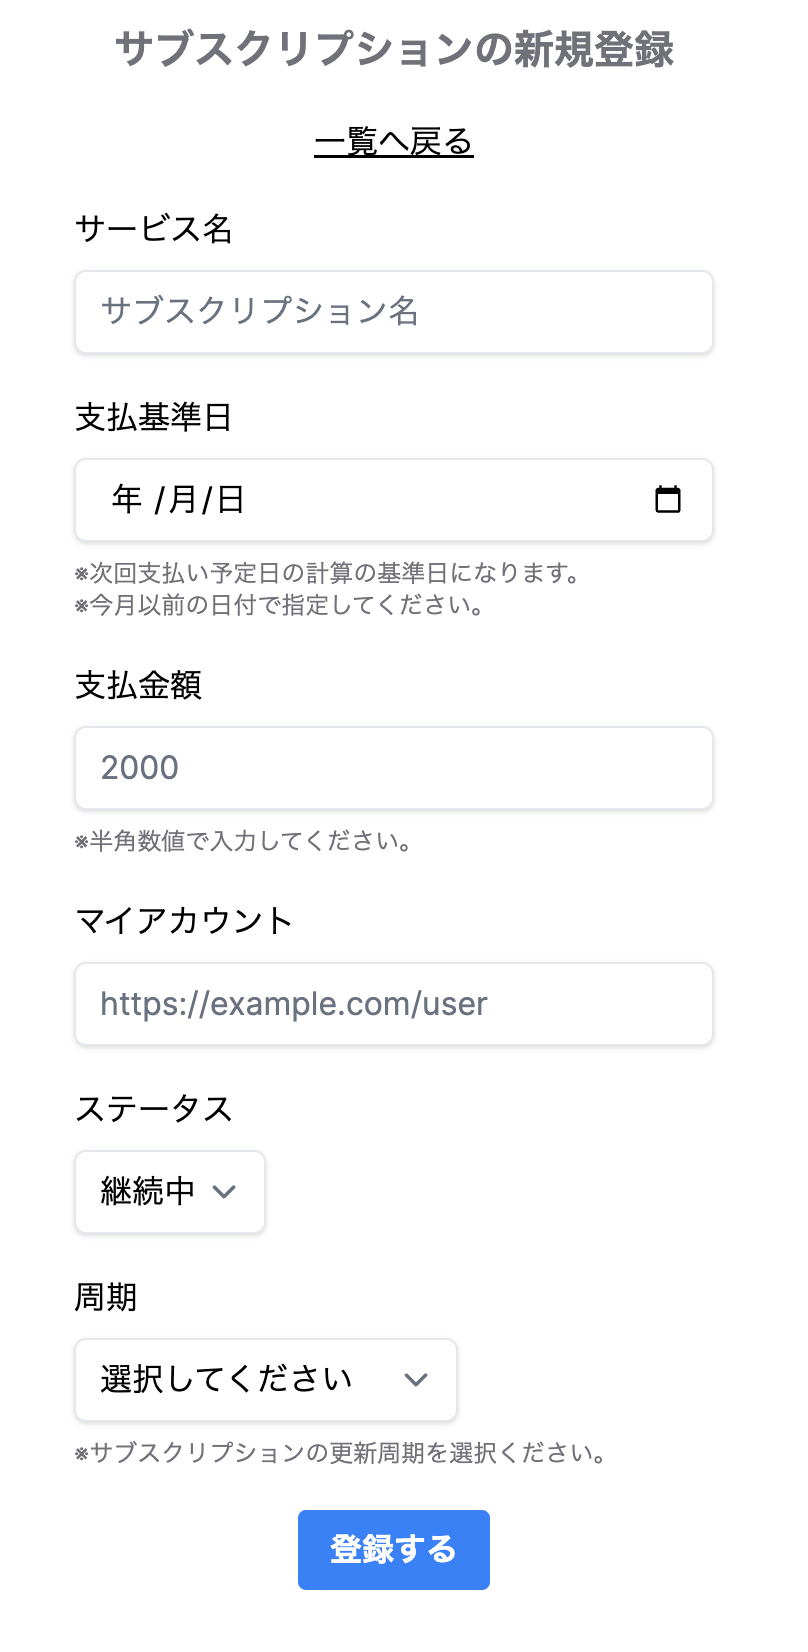 サブスクリプションの新規登録
一覧へ戻る
サービス名
サブスクリプション名
支払基準日
年 /月/日
※次回支払い予定日の計算の基準日になります。
※今月以前の日付で指定してください。
支払金額
2000
※半角数値で入力してください。
マイアカウント
https://example.com/user
ステータス
継続中
周期
選択してください
※サブスクリプションの更新周期を選択ください。
登録する